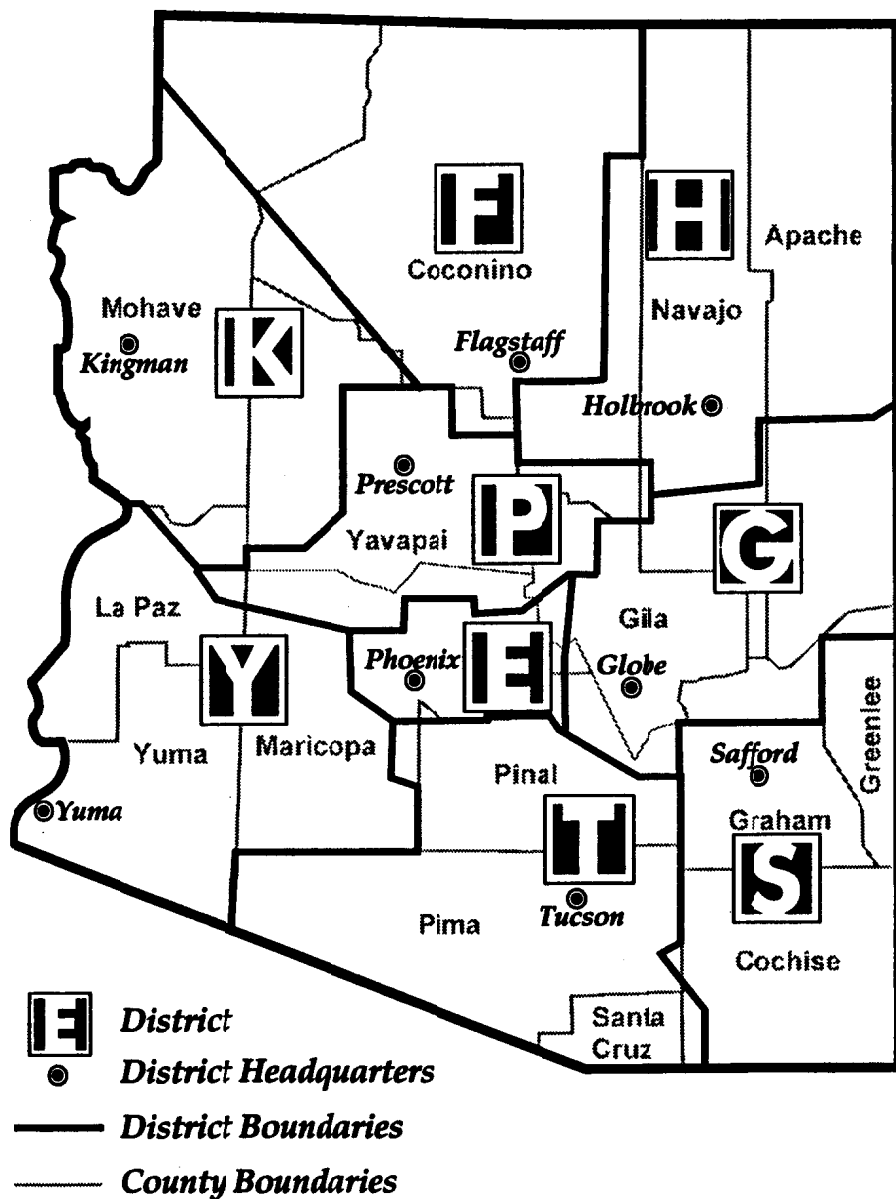 F
H
Apache
Coconino
Mohave
Navajo
K
Flagstaff
Kingman
Holbrook
Prescott
P
Yavapai
G
La Paz
Gila
Y
Phoenix
E
Globe
Greenlee
Yuma
Maricopa
Safford
Pinal
Yuma
T
Graham
S
Tucson
Pima
Cochise
Santa
Cruz
E District
District Headquarters
District Boundaries
County Boundaries